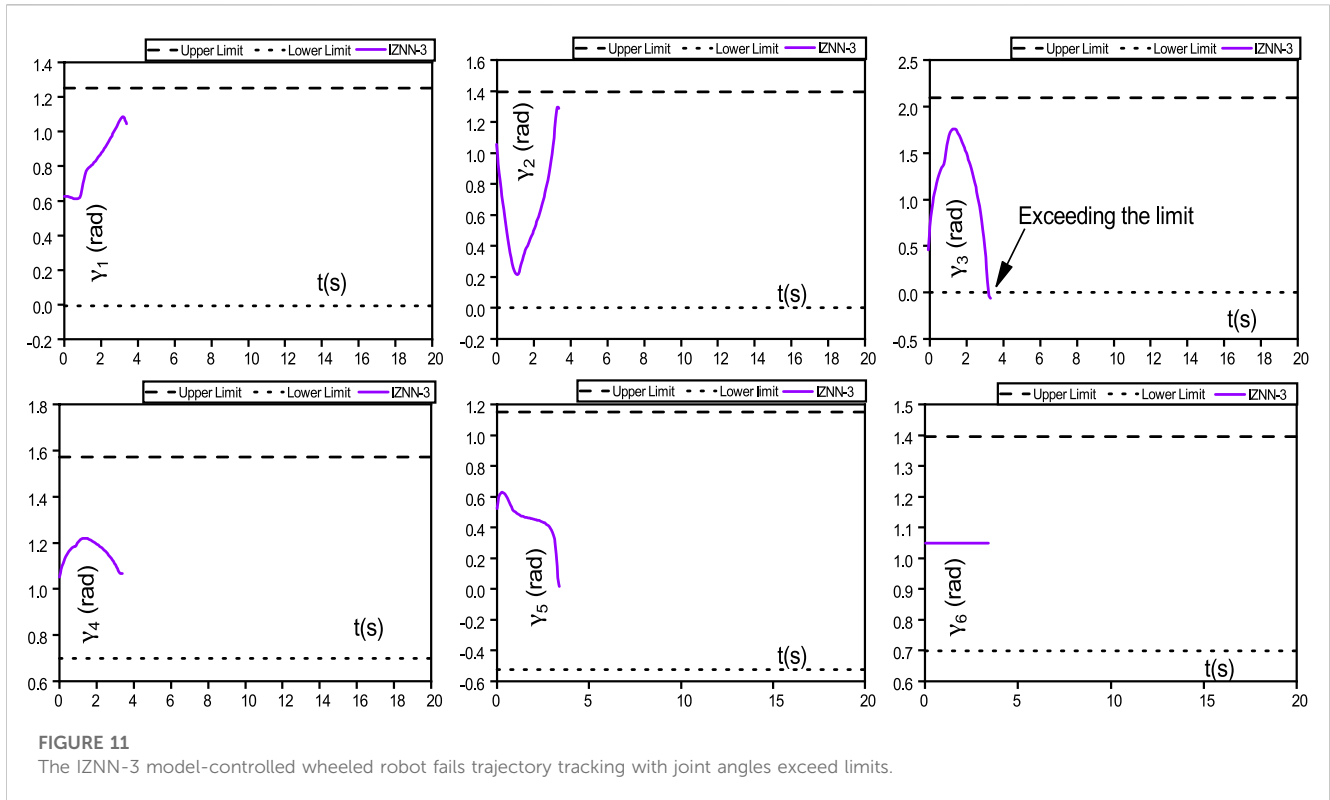 Upper Limit Lower Limit IZNN-3
1.4
1.2
1.0
0.8
0.6
0.4
0.2
0.0
-0.2
γ1 (rad)
t(s)
0 2 4 6 8 10 12 14 16 18 20
Upper Limit Lower Limit IZNN-3
1.6
1.4
1.2
1.0
0.8
0.6
0.4
0.2
0.0
-0.2
γ2 (rad)
t(s)
0 2 4 6 8 10 12 14 16 18 20
Upper Limit Lower Limit IZNN-3
2.5
2.0
1.5
1.0
0.5
0.0
-0.5
γ3 (rad)
Exceeding the limit
t(s)
0 2 4 6 8 10 12 14 16 18 20
Upper Limit Lower Limit IZNN-3
1.8
1.6
1.4
1.2
1.0
0.8
0.6
γ4 (rad)
t(s)
0 2 4 6 8 10 12 14 16 18 20
Upper Limit Lower limit IZNN-3
1.2
1.0
0.8
0.6
0.4
0.2
0.0
-0.2
-0.4
-0.6
γ5 (rad)
t(s)
0 5 10 15 20
Upper Limit Lower Limit IZNN-3
1.5
1.4
1.3
1.2
1.1
1.0
0.9
0.8
0.7
0.6
γ6 (rad)
t(s)
0 5 10 15 20
FIGURE 11
The IZNN-3 model-controlled wheeled robot fails trajectory tracking with joint angles exceed limits.